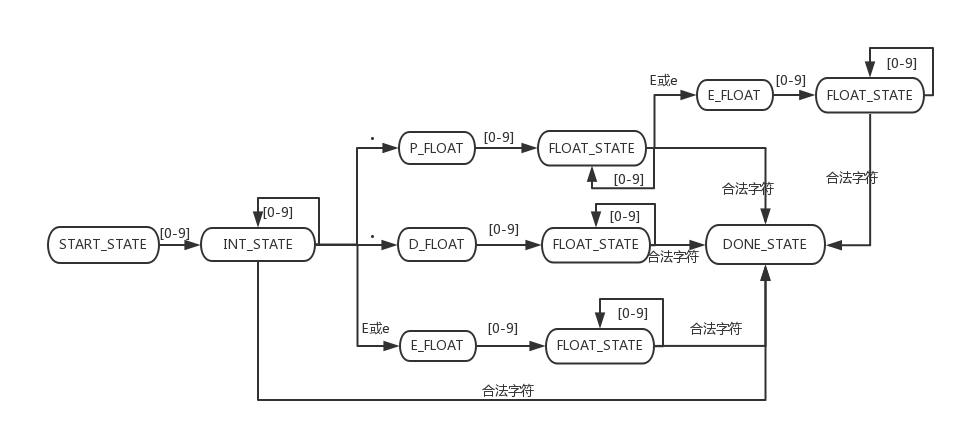 [0-9]
E或e
[0-9]
E_FLOAT
FLOAT_STATE
.
[0-9]
P_FLOAT
FLOAT_STATE
[0-9]
合法字符
合法字符
[0-9]
[0-9]
START_STATE
[0-9]
INT_STATE
.
D_FLOAT
[0-9]
FLOAT_STATE
合法字符
DONE_STATE
[0-9]
E或e
[0-9]
合法字符
E_FLOAT
FLOAT_STATE
合法字符